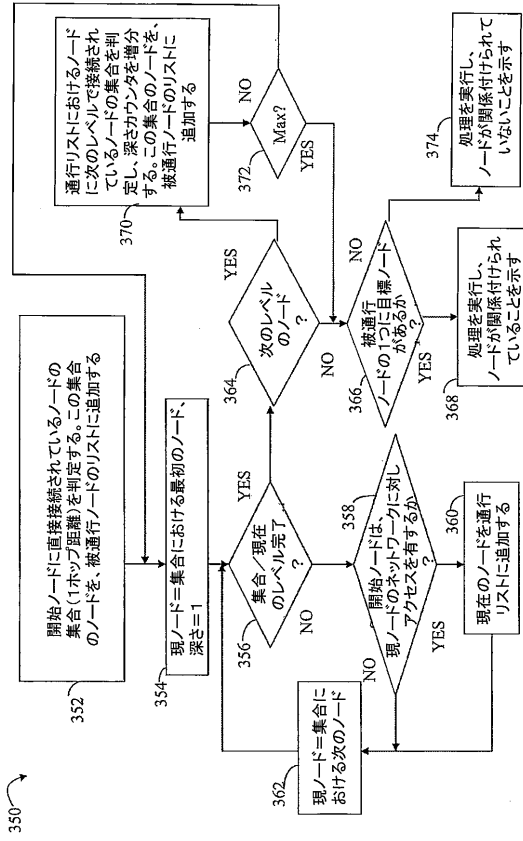 350
開始ノードに直接接続されているノードの
集合(1ホップ距離)を判定する。この集合
のノードを、被通行ノードのリストに追加する
352
現ノード=集合における最初のノード、
深さ=1
354
集合/現在
のレベル完了
?
356
YES
NO
開始ノードは、
現ノードのネットワークに対し
アクセスを有するか
?
358
NO
YES
現在のノードを通行
リストに追加する
360
現ノード=集合に
おける次のノード
362
次のレベル
のノード
?
364
YES
NO
通行リストにおけるノード
に次のレベルで接続され
ているノードの集合を判
定し、深さカウンタを増分
する。この集合のノードを、
被通行ノードのリストに
追加する
370
Max?
372
NO
YES
被通行
ノードの1つに目標ノード
があるか
?
366
NO
YES
処理を実行し、
ノードが関係付けられ
ていることを示す
368
処理を実行し、
ノードが関係付けられて
いないことを示す
374